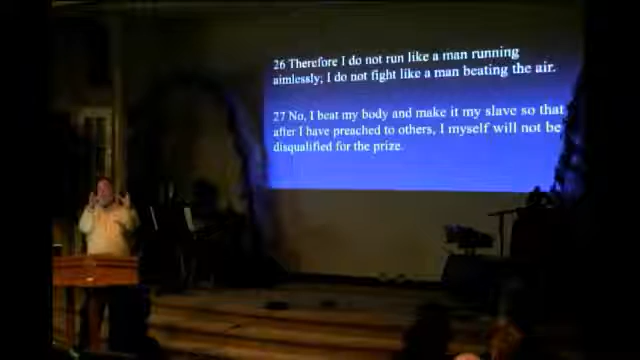 26 Therefore I do not run like a man running
aimlessly; I do not fight like a man beating the air.
27 No, I beat my body and make it my slave so that
after I have preached to others, I myself will not be
disqualified for the prize.